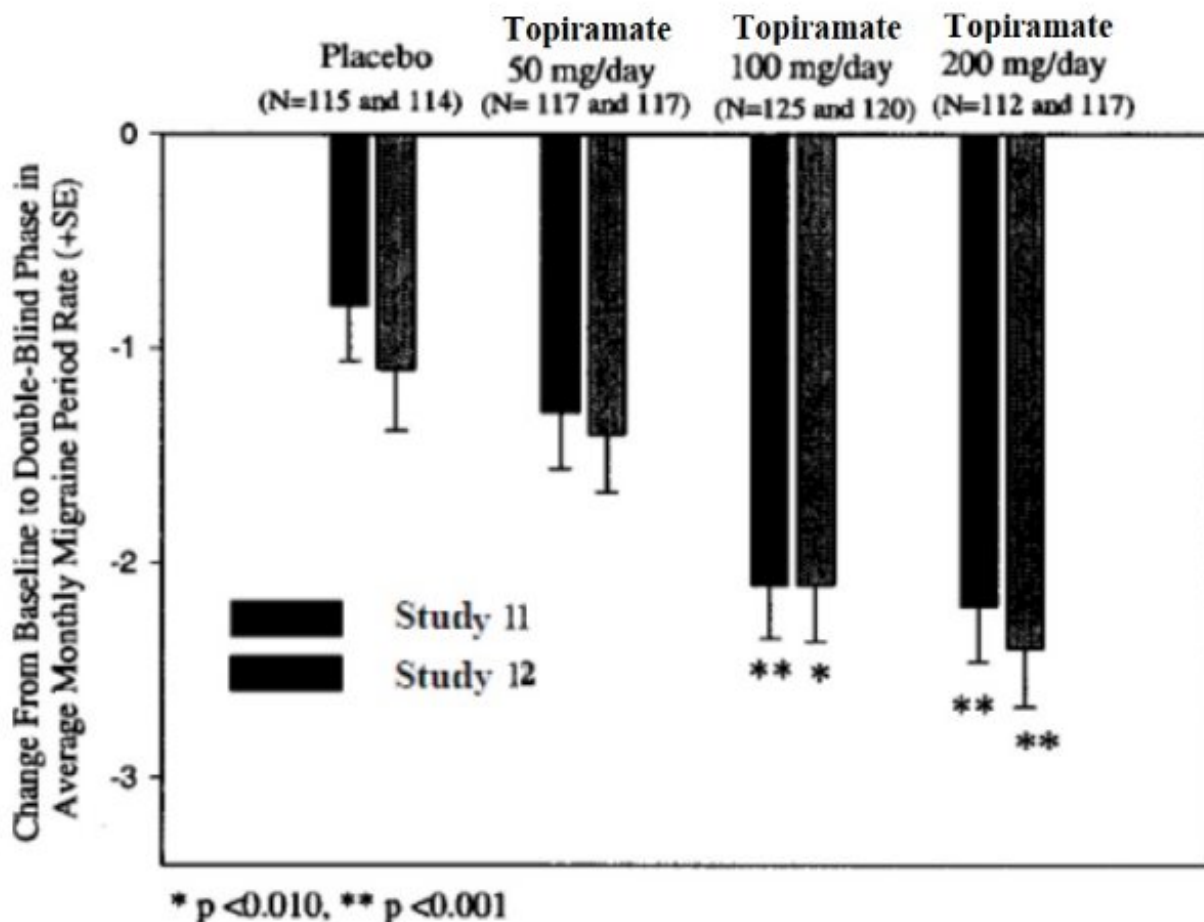 Placebo
(N=115 and 114)
Topiramate
50 mg/day
(N= 117 and 117)
Topiramate
100 mg/day
(N=125 and 120)
Topiramate
200 mg/day
(N=112 and 117)
Change From Baseline to Double-Blind Phase in
Average Monthly Migraine Period Rate (+SE)
0
-1
-2
-3
Study 11
Study 12
** *
**
**
* p <0.010, ** p <0.001